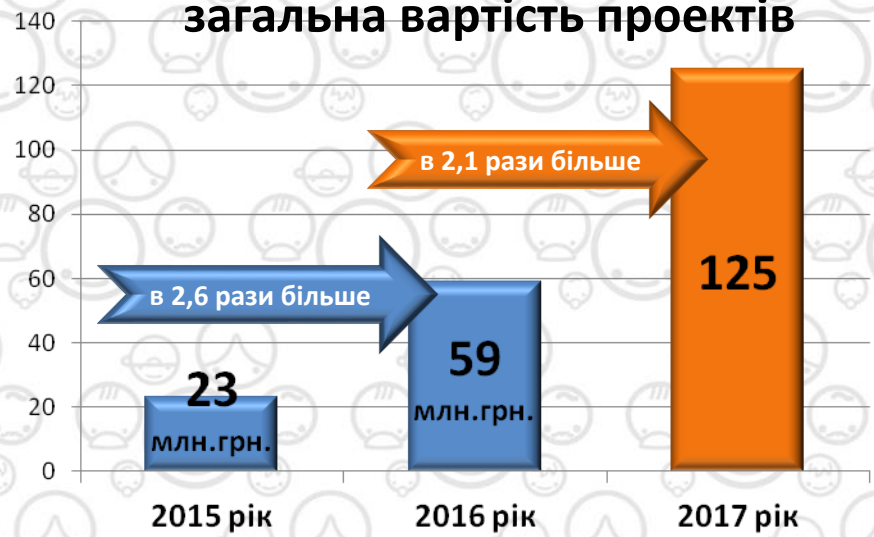 загальна вартість проектів
140
120
100
80
60
40
20
0
в 2,1 рази більше
в 2,6 рази більше
23
млн.грн.
59
млн.грн.
125
2015 рік
2016 рік
2017 рік